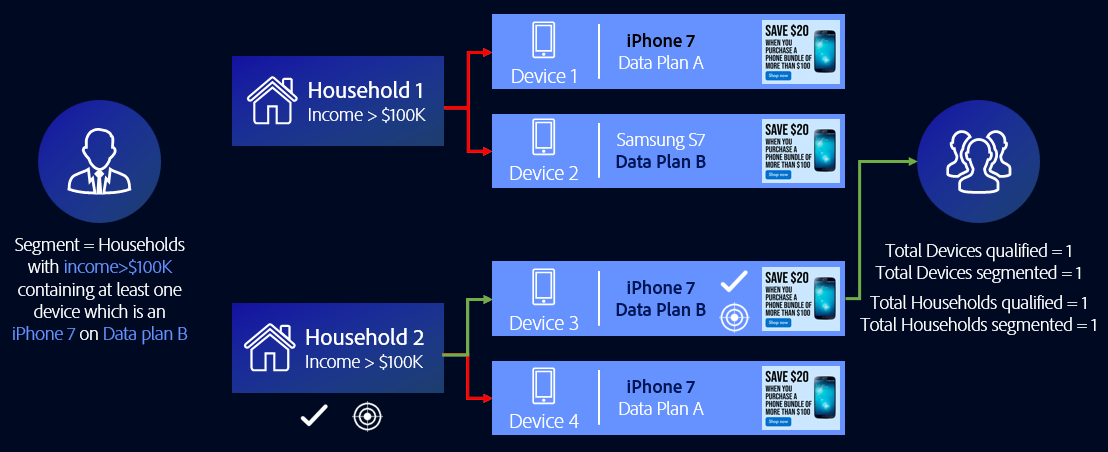 Segment = Households
with income>$100K
containing at least one
device which is an
iPhone 7 on Data plan B
Household 1
Income > $100K
Device 1
iPhone 7
Data Plan A
SAVE $20
WHEN YOU
PURCHASE A
PHONE BUNDLE OF
MORE THAN $100
Shop now
Device 2
Samsung S7
Data Plan B
SAVE $20
WHEN YOU
PURCHASE A
PHONE BUNDLE OF
MORE THAN $100
Shop now
Household 2
Income > $100K
Device 3
iPhone 7
Data Plan B
SAVE $20
WHEN YOU
PURCHASE A
PHONE BUNDLE OF
MORE THAN $100
Shop now
Device 4
iPhone 7
Data Plan A
SAVE $20
WHEN YOU
PURCHASE A
PHONE BUNDLE OF
MORE THAN $100
Shop now
Total Devices qualified = 1
Total Devices segmented = 1
Total Households qualified = 1
Total Households segmented = 1